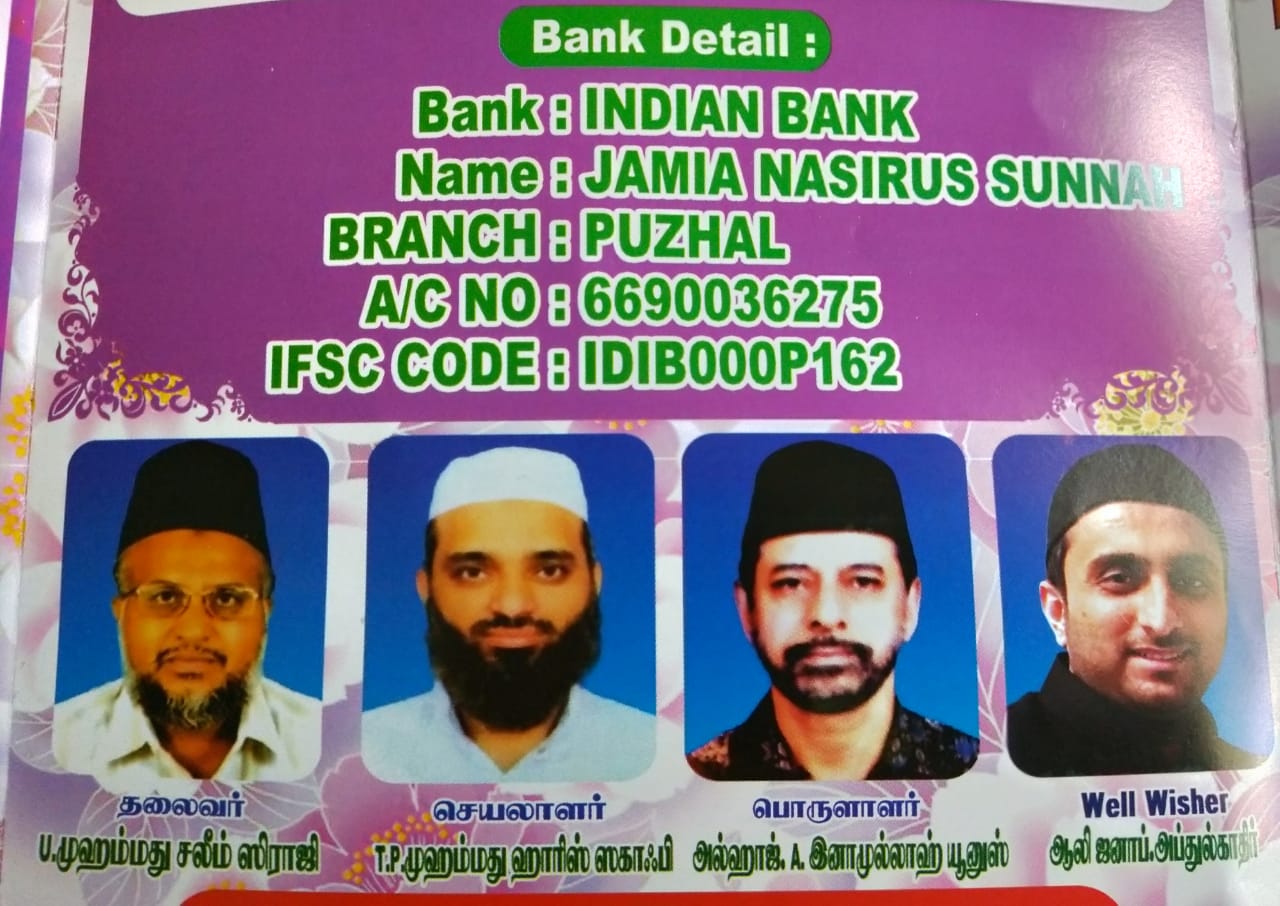 Bank Detail :
Bank : INDIAN BANK
Name : JAMIA NASIRUS SUNNAH
BRANCH : PUZHAL
A/C NO : 6690036275
IFSC CODE : IDIB000P162
தலைவர்
U.முஹம்மது சலீம் ஸிராஜி
செயலாளர்
T.P.முஹம்மது ஹாரிஸ் ஸகாஃபி
பொருளாளர்
அல்ஹாஜ். A. இனாமுல்லாஹ் யூனுஸ்
Well Wisher
ஆலி ஜனாப்.அப்துல்காதிர்